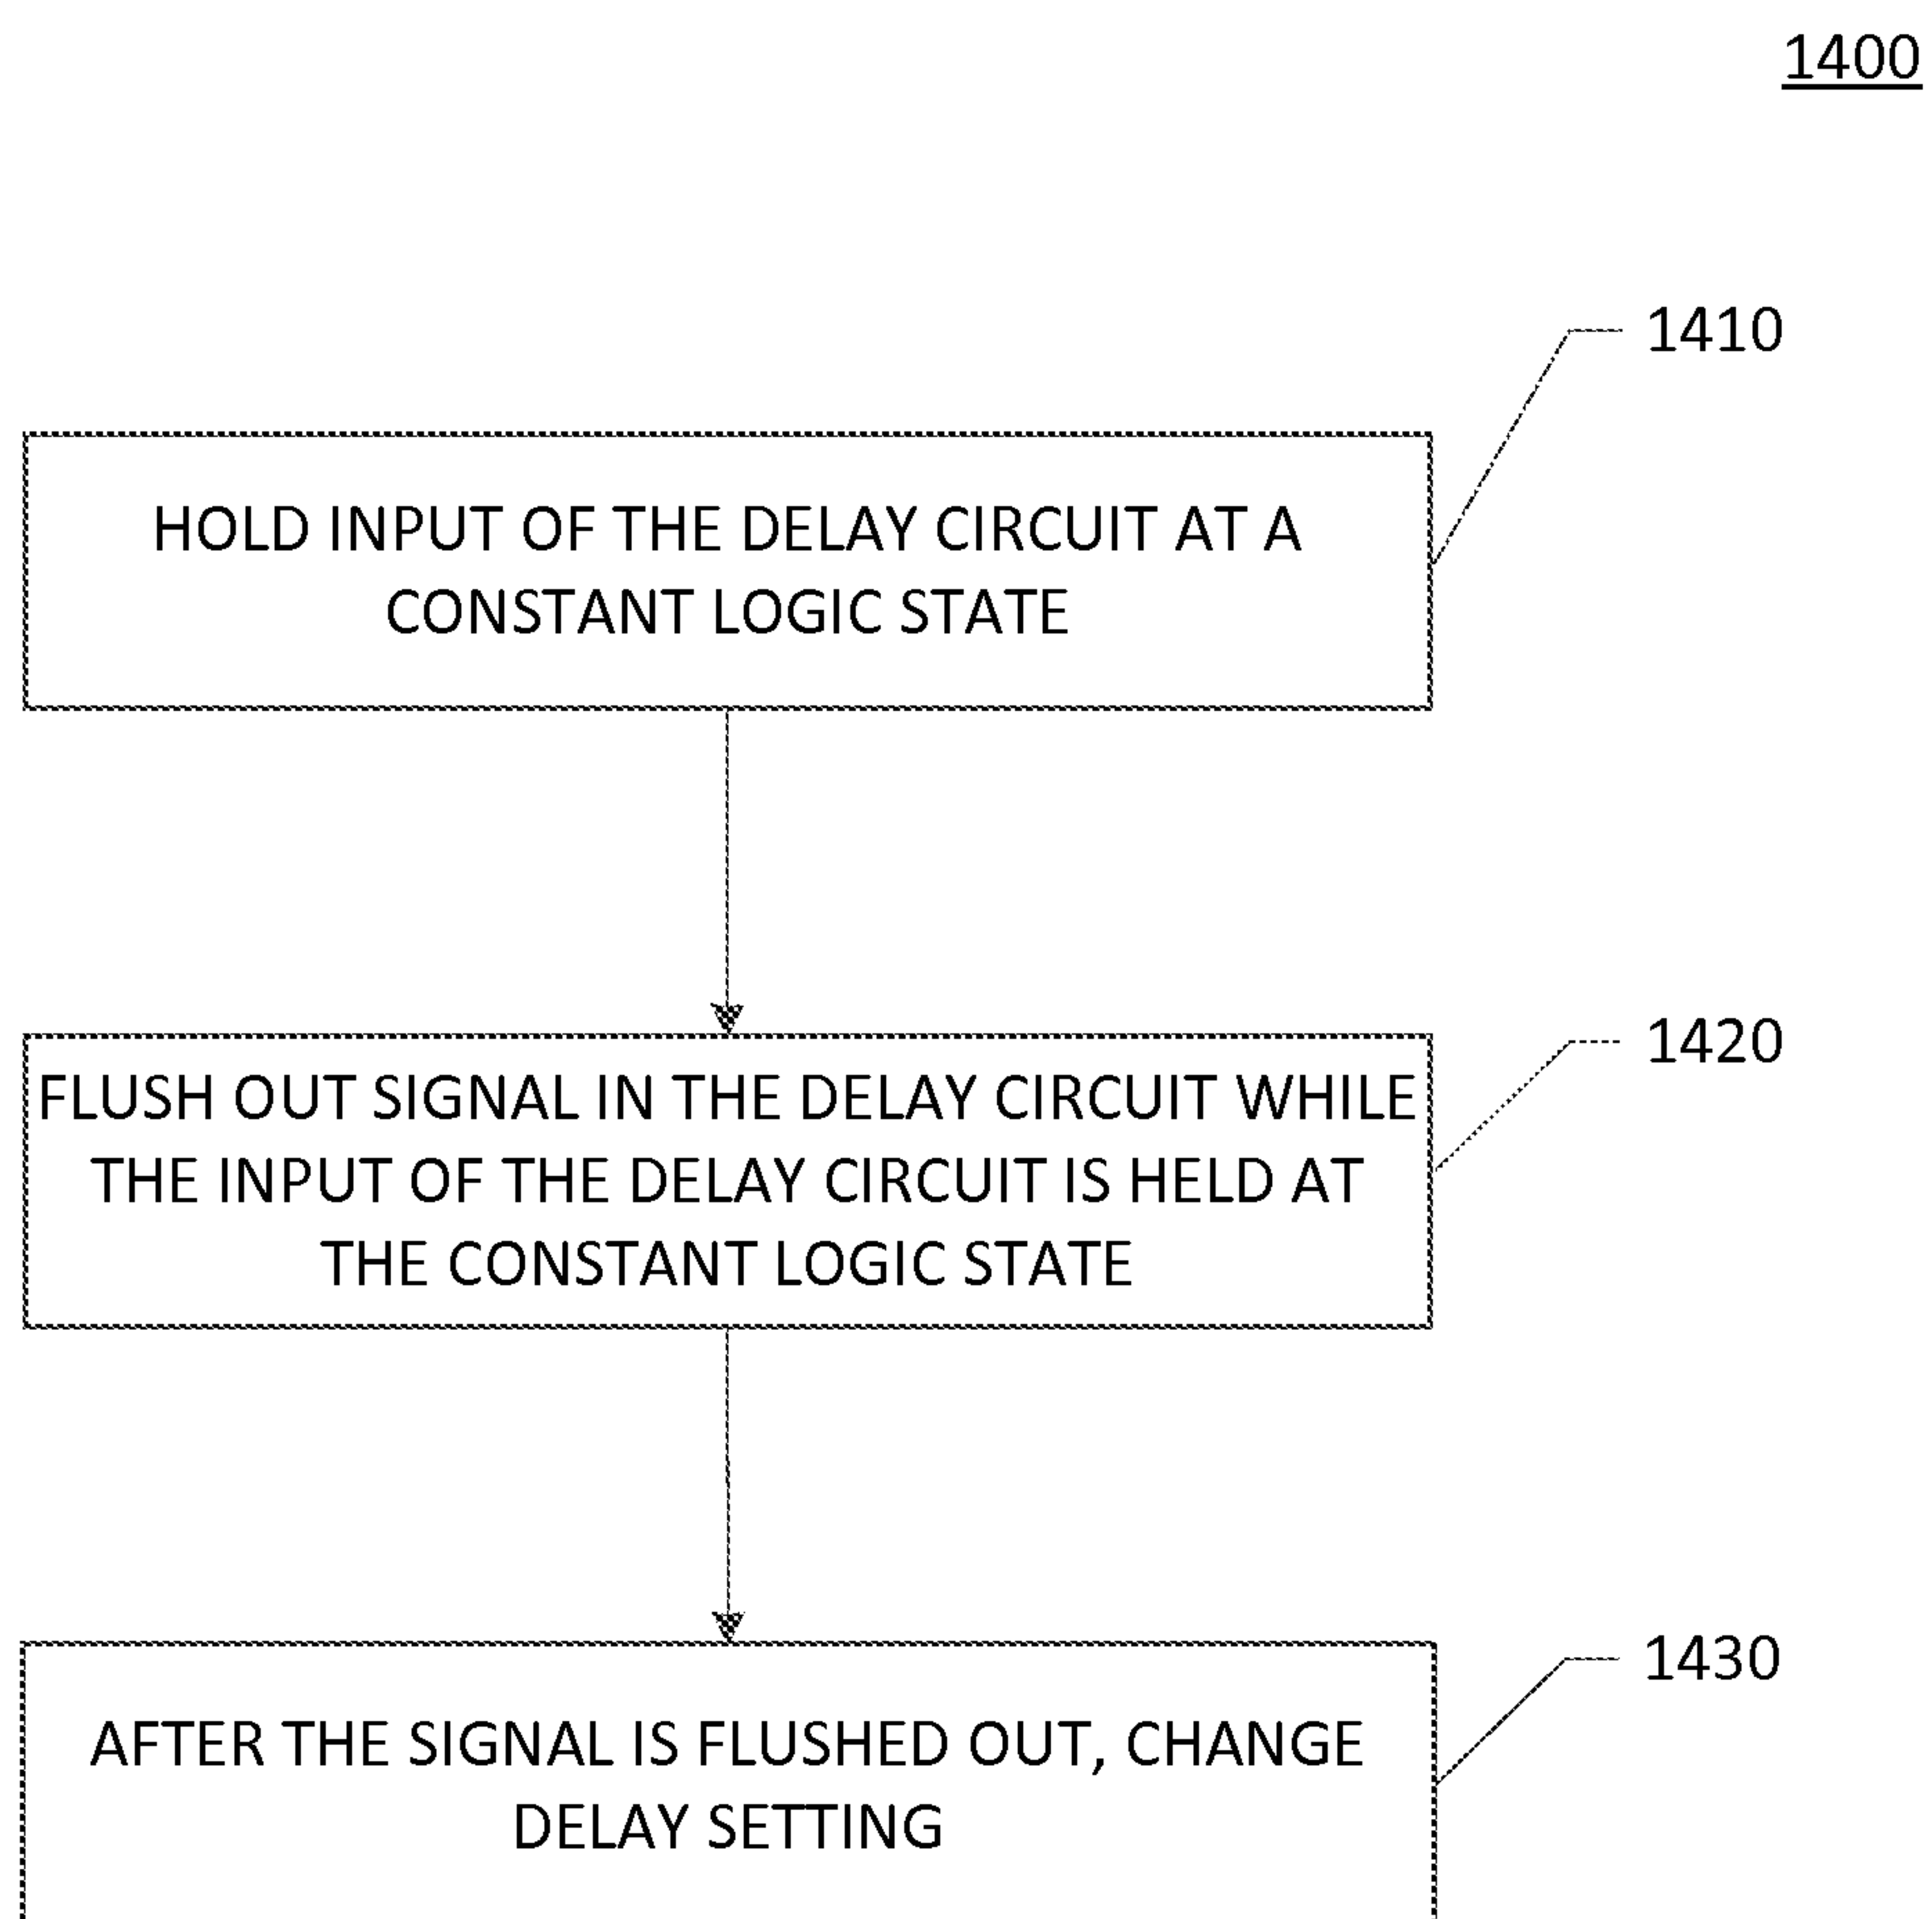 1400
1410
HOLD INPUT OF THE DELAY CIRCUIT AT A
CONSTANT LOGIC STATE
1420
FLUSH OUT SIGNAL IN THE DELAY CIRCUIT WHILE
THE INPUT OF THE DELAY CIRCUIT IS HELD AT
THE CONSTANT LOGIC STATE
1430
AFTER THE SIGNAL IS FLUSHED OUT, CHANGE
DELAY SETTING